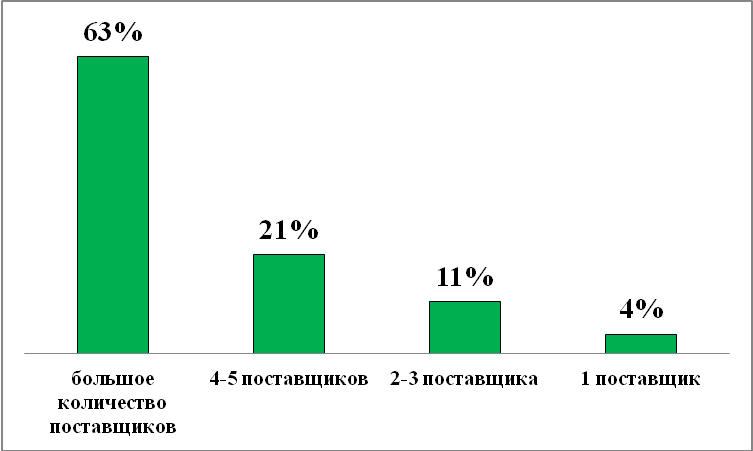 63%
21%
11%
4%
большое
количество
поставщиков
4-5 поставщиков
2-3 поставщика
1 поставщик